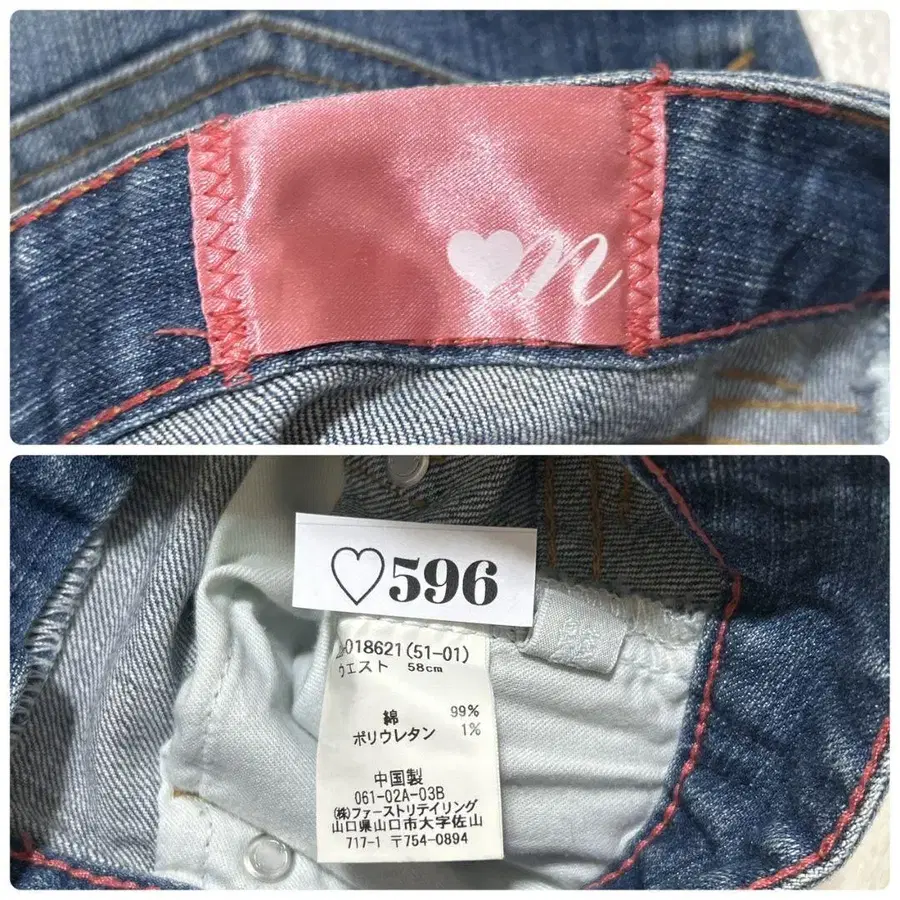 ♥n
♡596
018621(51-01)
ウエスト 58cm
綿 99%
ポリウレタン 1%
中国製
061-02A-03B
(株)ファーストリテイリング
山口県山口市大字佐山
717-1 〒754-0894